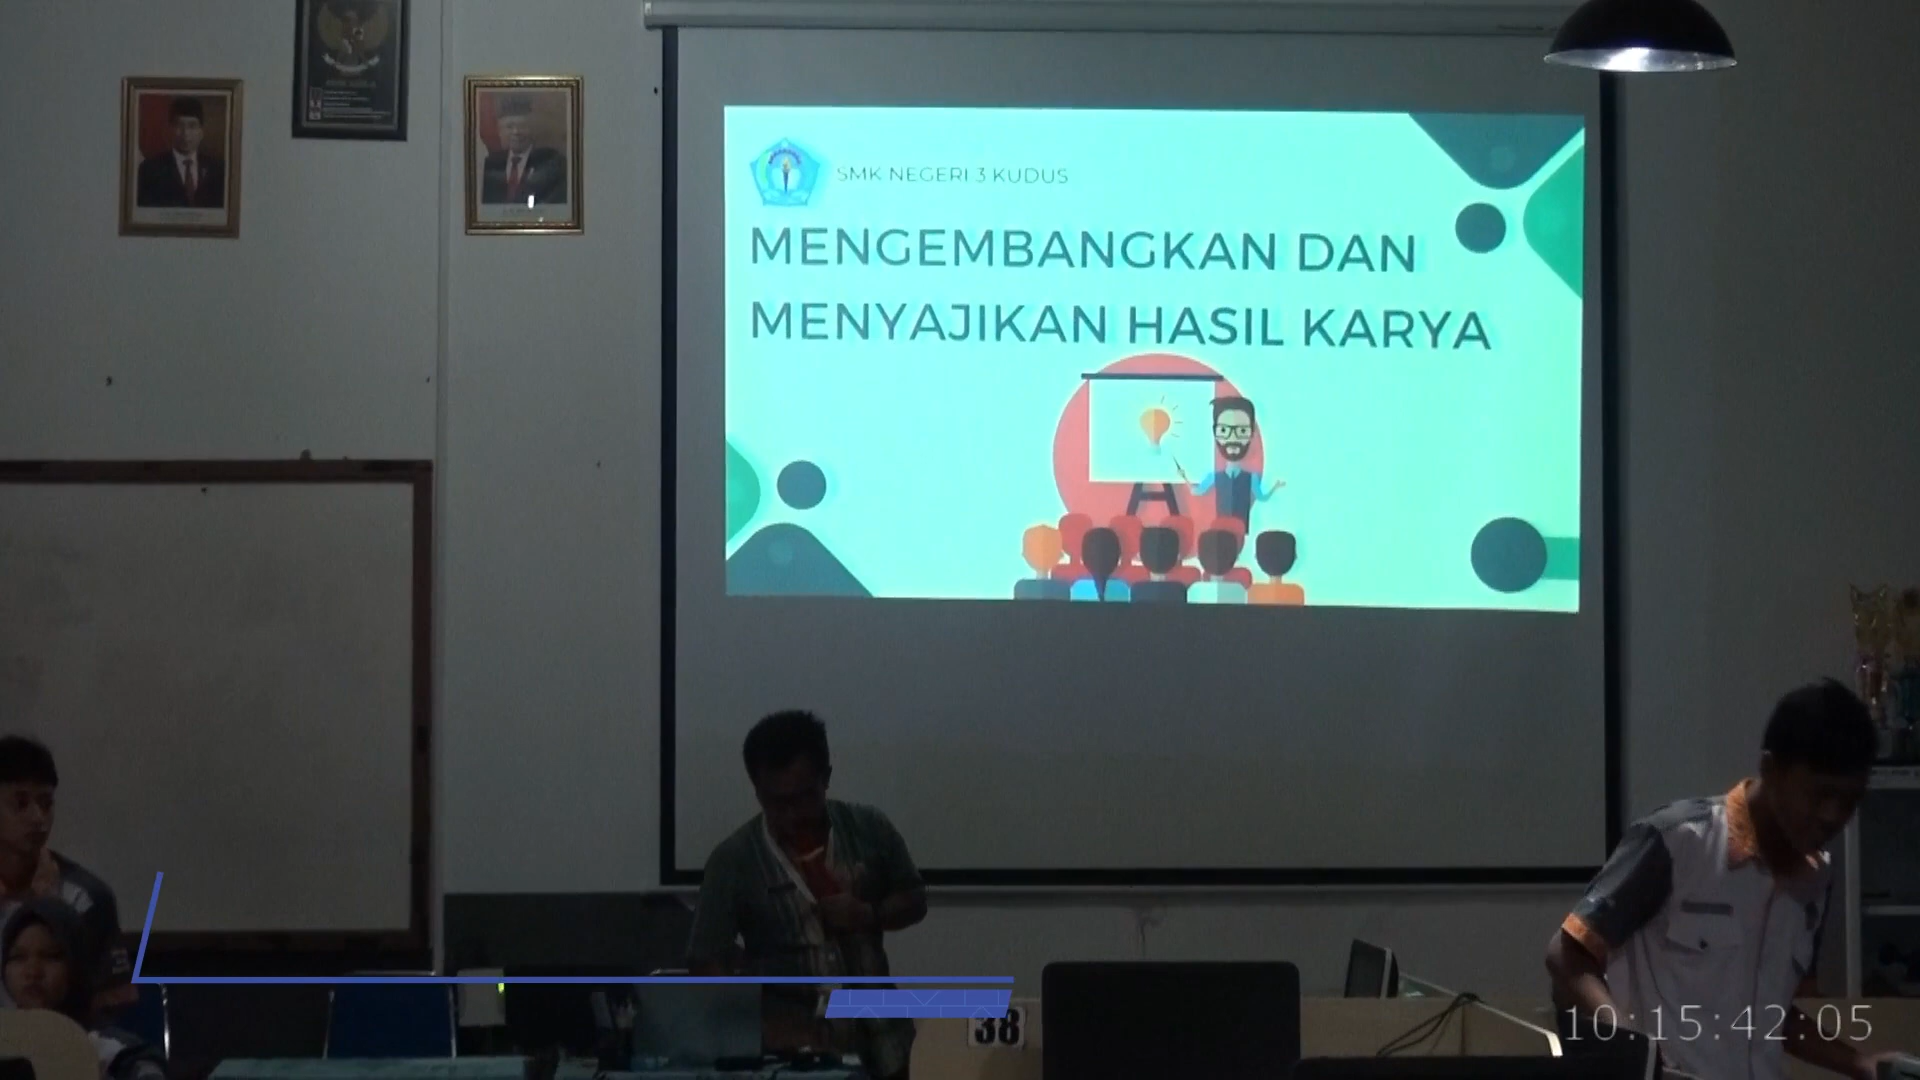 SMK NEGERI 3 KUDUS
MENGEMBANGKAN DAN
MENYAJIKAN HASIL KARYA
38
10:15:42:05